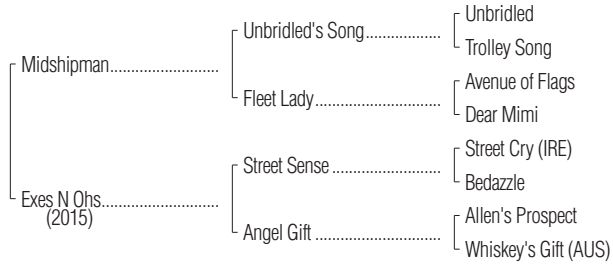 Unbridled
Unbridled's Song
Trolley Song
Midshipman
Avenue of Flags
Fleet Lady
Dear Mimi
Street Cry (IRE)
Street Sense
Bedazzle
Exes N Ohs
(2015)
Allen's Prospect
Angel Gift
Whiskey's Gift (AUS)